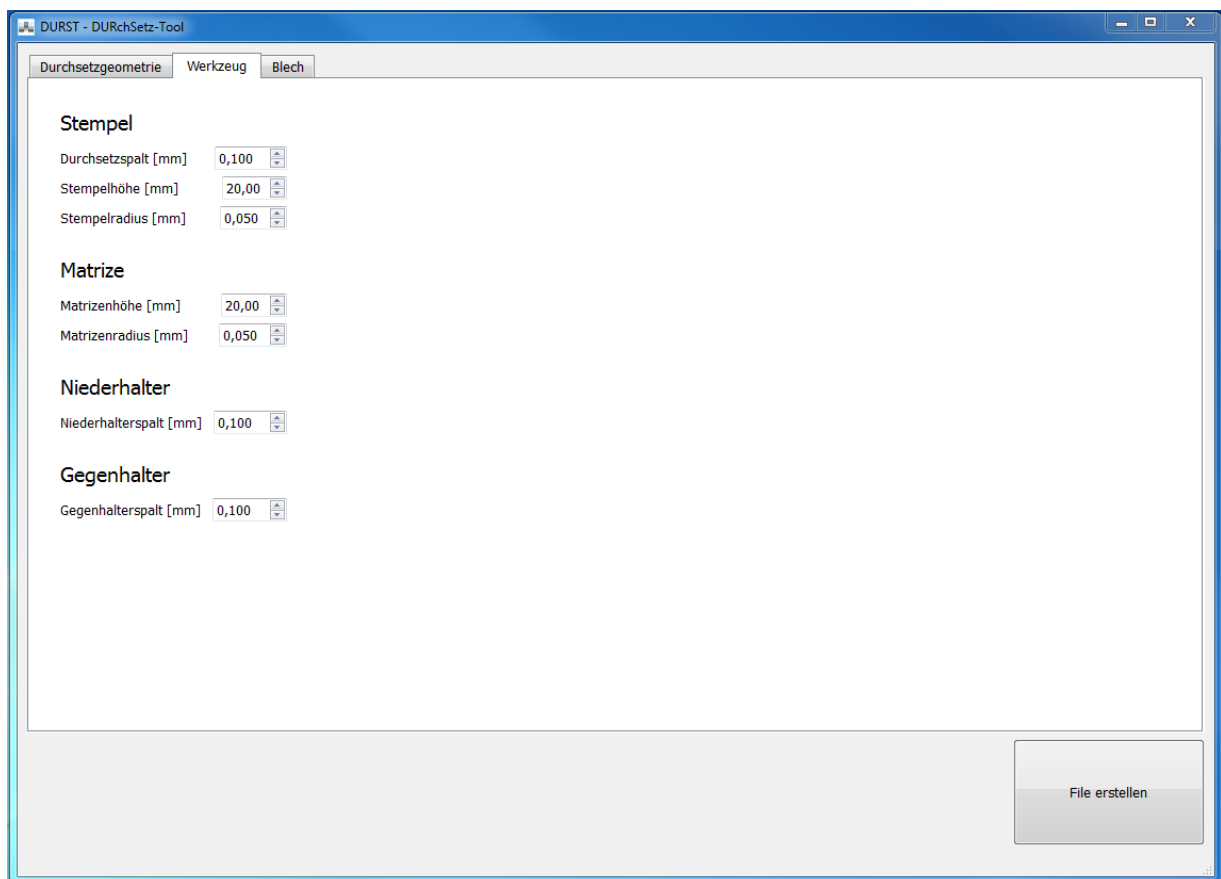 DURST - DURchSetz-Tool
Durchsetzgeometrie Werkzeug Blech
Stempel
Durchsetzspalt [mm] 0,100
Stempelhöhe [mm] 20,00
Stempelradius [mm] 0,050
Matrize
Matrizenhöhe [mm] 20,00
Matrizenradius [mm] 0,050
Niederhalter
Niederhalterspalt [mm] 0,100
Gegenhalter
Gegenhalterspalt [mm] 0,100
File erstellen